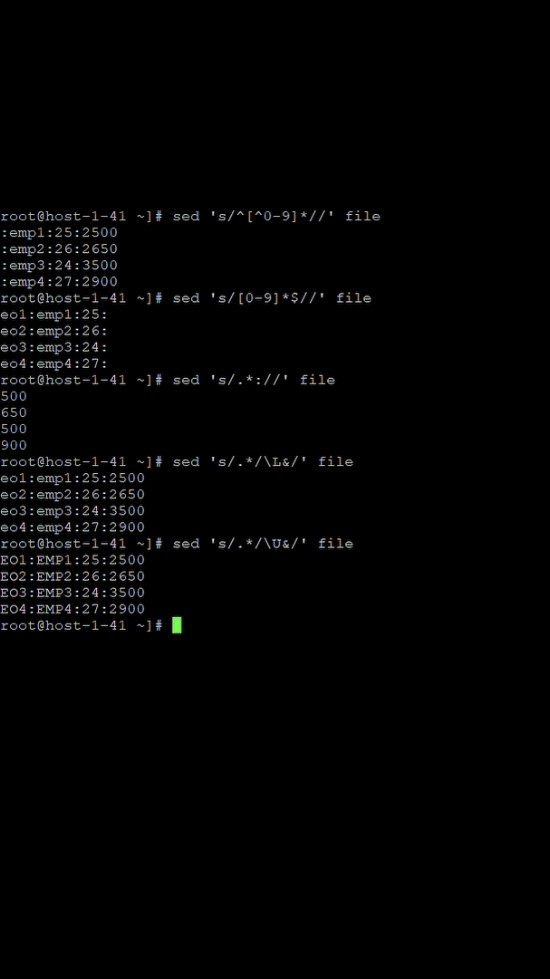 root@host-1-41 ~]# sed 's/^[^0-9]*//' file
:emp1:25:2500
:emp2:26:2650
:emp3:24:3500
:emp4:27:2900
root@host-1-41 ~]# sed 's/[0-9]*$//' file
eo1:emp1:25:
eo2:emp2:26:
eo3:emp3:24:
eo4:emp4:27:
root@host-1-41 ~]# sed 's/.*://' file
500
650
500
900
root@host-1-41 ~]# sed 's/.*/\L&/' file
eo1:emp1:25:2500
eo2:emp2:26:2650
eo3:emp3:24:3500
eo4:emp4:27:2900
root@host-1-41 ~]# sed 's/.*/\U&/' file
EO1:EMP1:25:2500
EO2:EMP2:26:2650
EO3:EMP3:24:3500
EO4:EMP4:27:2900
root@host-1-41 ~]#